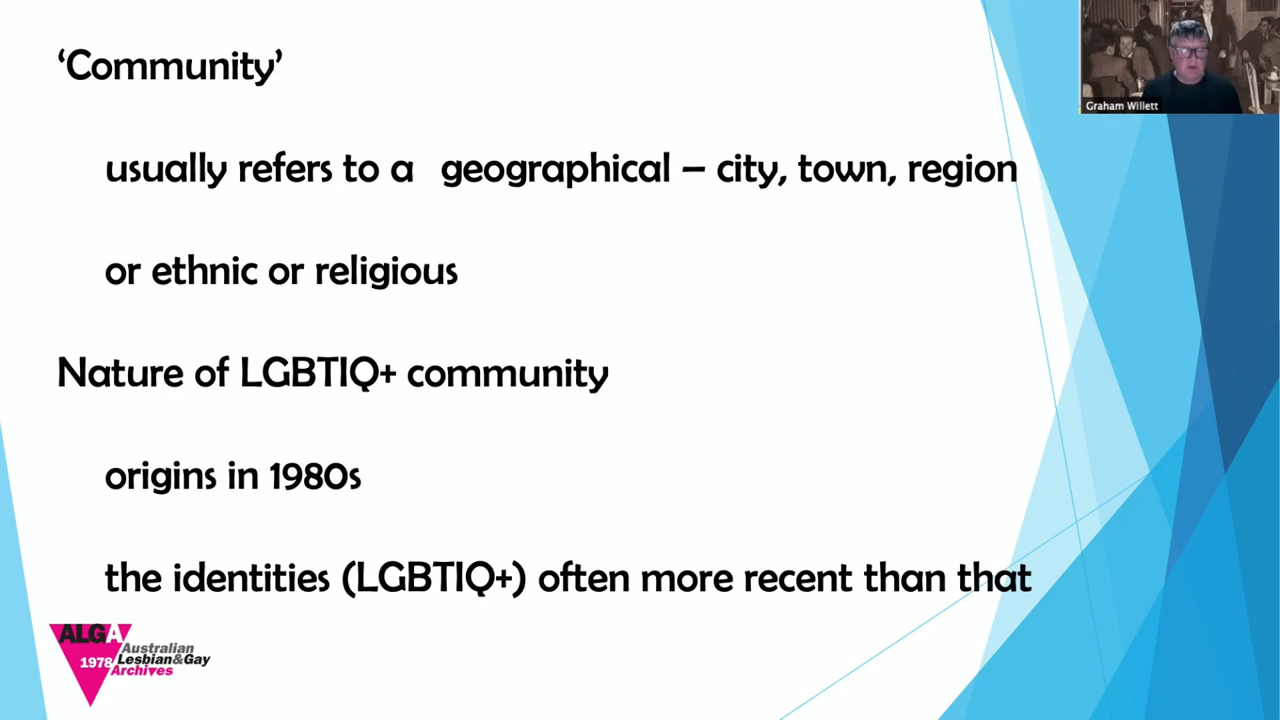 ‘Community’
usually refers to a geographical – city, town, region
or ethnic or religious
Nature of LGBTIQ+ community
origins in 1980s
the identities (LGBTIQ+) often more recent than that
Graham Willett
ALGA
1978
Australian
Lesbian&Gay
Archives